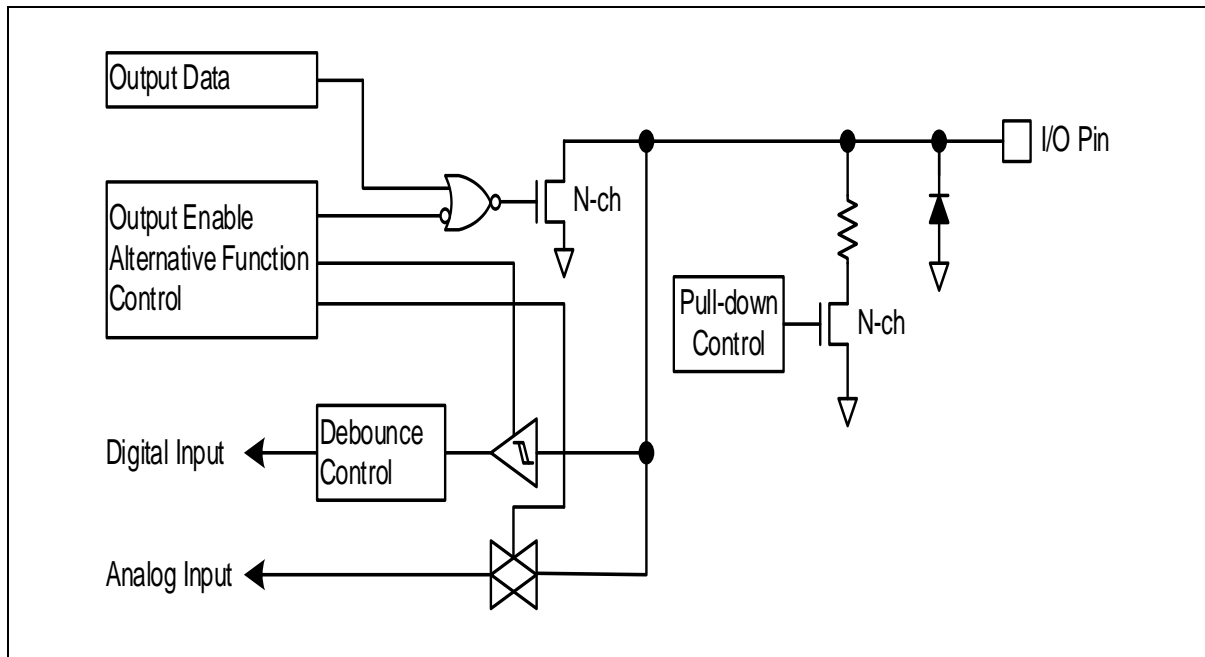 Output Data
I/O Pin
N-ch
Output Enable
Alternative Function
Control
Pull-down
Control
N-ch
Debounce
Control
Digital Input
Analog Input